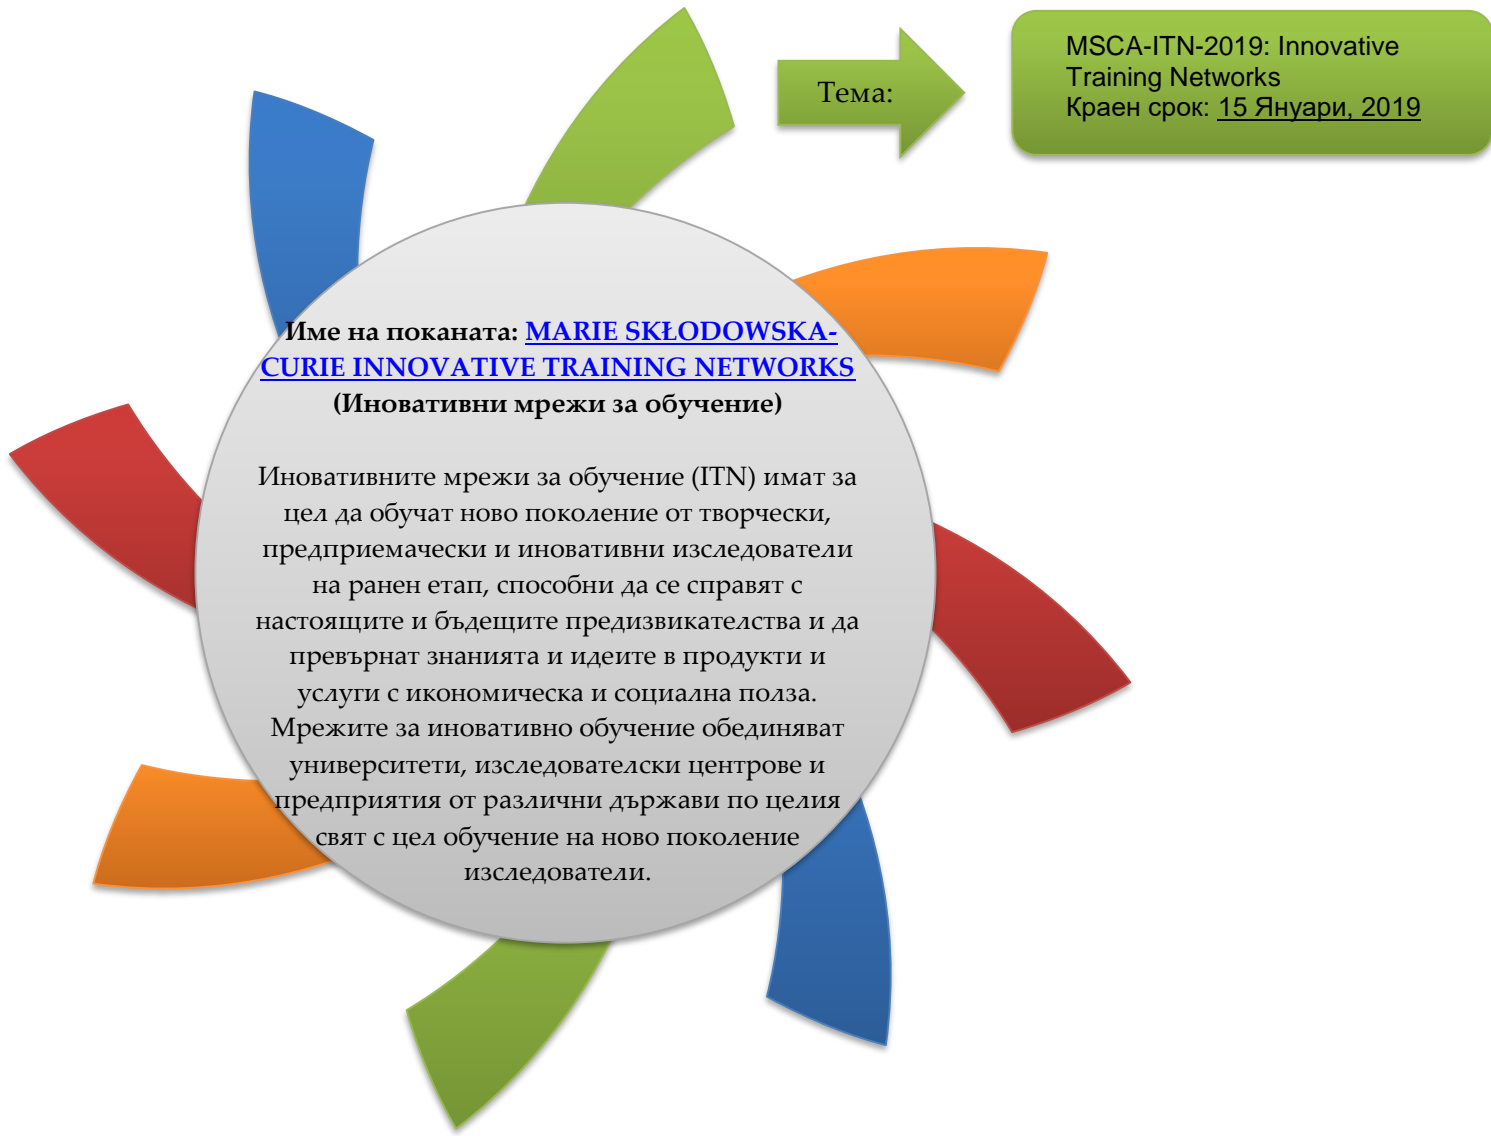 Тема:
MSCA-ITN-2019: Innovative
Training Networks
Краен срок: 15 Януари, 2019
Име на поканата: MARIE SKŁODOWSKA-
CURIE INNOVATIVE TRAINING NETWORKS
(Иновативни мрежи за обучение)
Иновативните мрежи за обучение (ITN) имат за
цел да обучат ново поколение от творчески,
предприемачески и иновативни изследователи
на ранен етап, способни да се справят с
настоящите и бъдещите предизвикателства и да
превърнат знанията и идеите в продукти и
услуги с икономическа и социална полза.
Мрежите за иновативно обучение обединяват
университети, изследователски центрове и
предприятия от различни държави по целия
свят с цел обучение на ново поколение
изследователи.